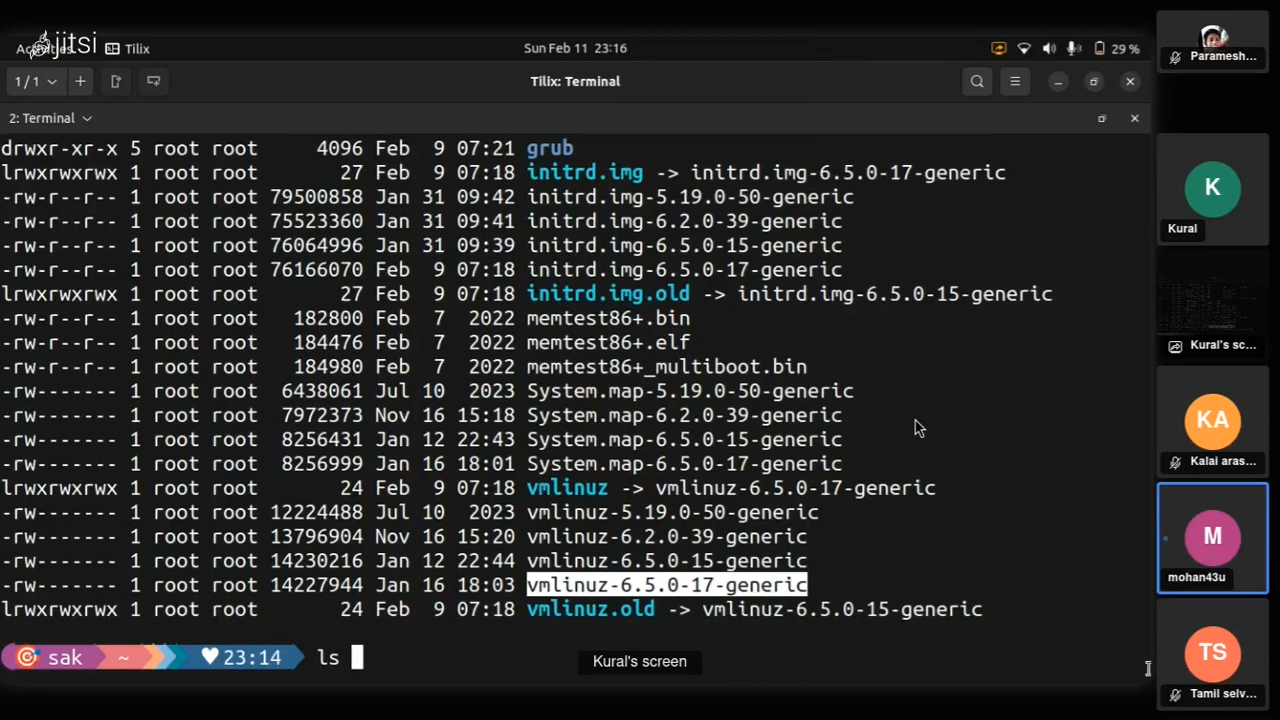 jitsi
Tilix
Sun Feb 11 23:16
29 %
1 / 1
Tilix: Terminal
2: Terminal
drwxr-xr-x 5 root root 4096 Feb 9 07:21 grub
lrwxrwxrwx 1 root root 27 Feb 9 07:18 initrd.img -> initrd.img-6.5.0-17-generic
-rw-r--r-- 1 root root 79500858 Jan 31 09:42 initrd.img-5.19.0-50-generic
-rw-r--r-- 1 root root 75523360 Jan 31 09:41 initrd.img-6.2.0-39-generic
-rw-r--r-- 1 root root 76064996 Jan 31 09:39 initrd.img-6.5.0-15-generic
-rw-r--r-- 1 root root 76166070 Feb 9 07:18 initrd.img-6.5.0-17-generic
lrwxrwxrwx 1 root root 27 Feb 9 07:18 initrd.img.old -> initrd.img-6.5.0-15-generic
-rw-r--r-- 1 root root 182800 Feb 7 2022 memtest86+.bin
-rw-r--r-- 1 root root 184476 Feb 7 2022 memtest86+.elf
-rw-r--r-- 1 root root 184980 Feb 7 2022 memtest86+_multiboot.bin
-rw------- 1 root root 6438061 Jul 10 2023 System.map-5.19.0-50-generic
-rw------- 1 root root 7972373 Nov 16 15:18 System.map-6.2.0-39-generic
-rw------- 1 root root 8256431 Jan 12 22:43 System.map-6.5.0-15-generic
-rw------- 1 root root 8256999 Jan 16 18:01 System.map-6.5.0-17-generic
lrwxrwxrwx 1 root root 24 Feb 9 07:18 vmlinuz -> vmlinuz-6.5.0-17-generic
-rw------- 1 root root 12224488 Jul 10 2023 vmlinuz-5.19.0-50-generic
-rw------- 1 root root 13796904 Nov 16 15:20 vmlinuz-6.2.0-39-generic
-rw------- 1 root root 14230216 Jan 12 22:44 vmlinuz-6.5.0-15-generic
-rw------- 1 root root 14227944 Jan 16 18:03 vmlinuz-6.5.0-17-generic
lrwxrwxrwx 1 root root 24 Feb 9 07:18 vmlinuz.old -> vmlinuz-6.5.0-15-generic
sak ~ ♥23:14 ls
Kural's screen
Paramesh...
K
Kural
Kural's sc...
KA
Kalai aras...
M
mohan43u
TS
Tamil selv...